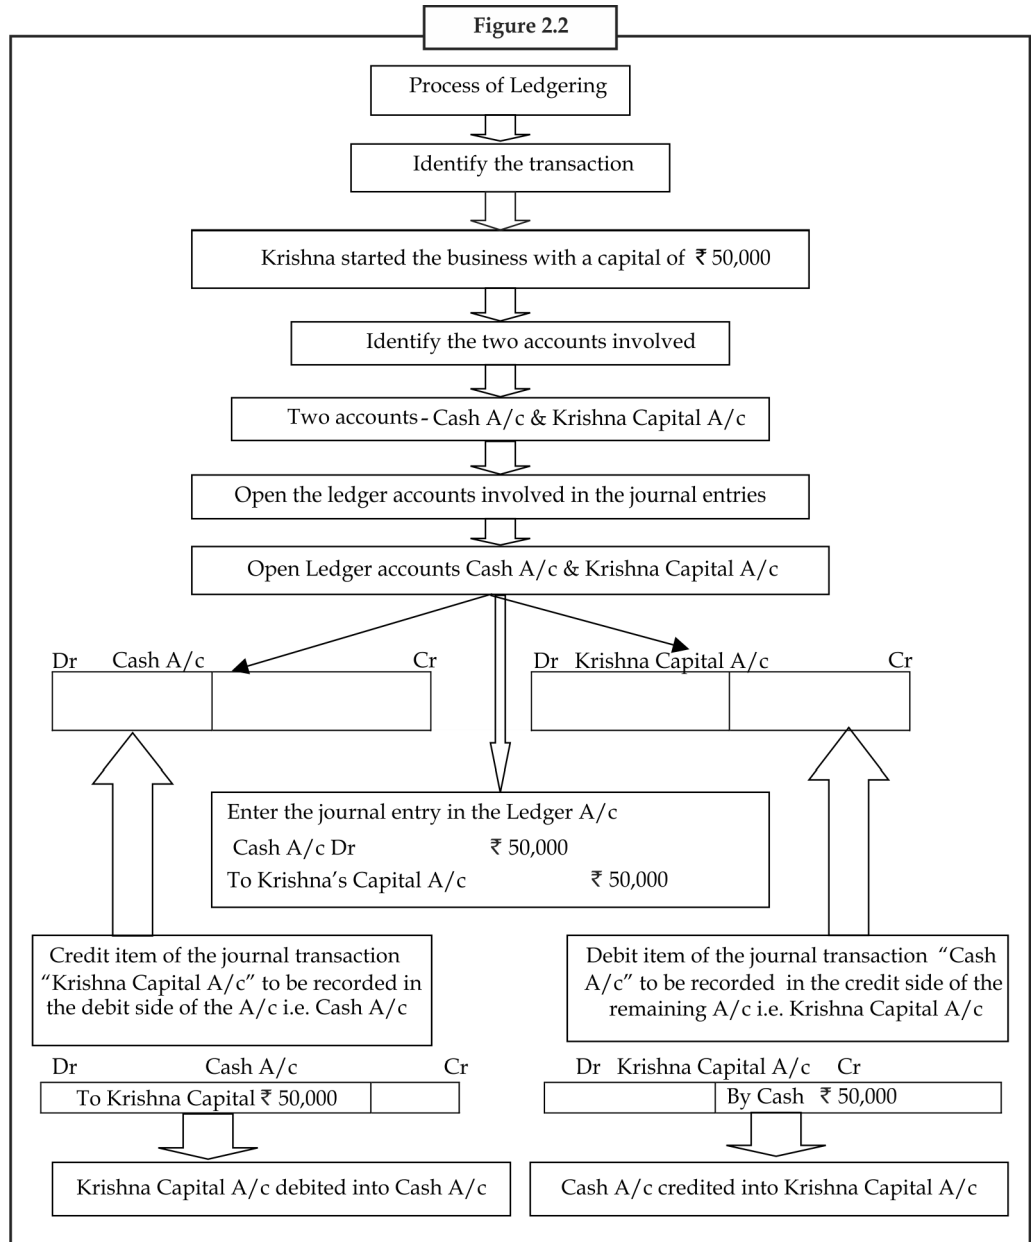 Figure 2.2
Process of Ledgering
Identify the transaction
Krishna started the business with a capital of ₹ 50,000
Identify the two accounts involved
Two accounts - Cash A/c & Krishna Capital A/c
Open the ledger accounts involved in the journal entries
Open Ledger accounts Cash A/c & Krishna Capital A/c
Dr Cash A/c Cr
Dr Krishna Capital A/c Cr
Enter the journal entry in the Ledger A/c
Cash A/c Dr ₹ 50,000
To Krishna's Capital A/c ₹ 50,000
Credit item of the journal transaction
"Krishna Capital A/c" to be recorded in
the debit side of the A/c i.e. Cash A/c
Debit item of the journal transaction "Cash
A/c" to be recorded in the credit side of the
remaining A/c i.e. Krishna Capital A/c
Dr Cash A/c Cr
To Krishna Capital ₹ 50,000
Dr Krishna Capital A/c Cr
By Cash ₹ 50,000
Krishna Capital A/c debited into Cash A/c
Cash A/c credited into Krishna Capital A/c